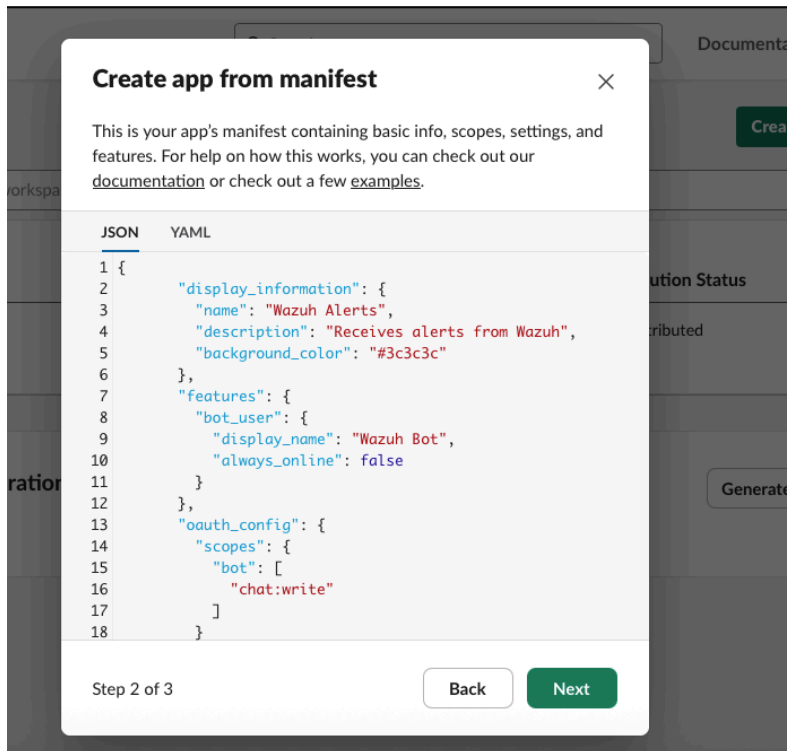 Documenta
Create app from manifest
Crea
This is your app's manifest containing basic info, scopes, settings, and
features. For help on how this works, you can check out our
documentation or check out a few examples.
orkspa
JSON YAML
1 {
2 "display_information": {
3 "name": "Wazuh Alerts",
4 "description": "Receives alerts from Wazuh",
5 "background_color": "#3c3c3c"
6 },
7 "features": {
8 "bot_user": {
9 "display_name": "Wazuh Bot",
10 "always_online": false
11 }
12 },
13 "oauth_config": {
14 "scopes": {
15 "bot": [
16 "chat:write"
17 ]
18 }
ution Status
tributed
ration
Generate
Step 2 of 3
Back
Next